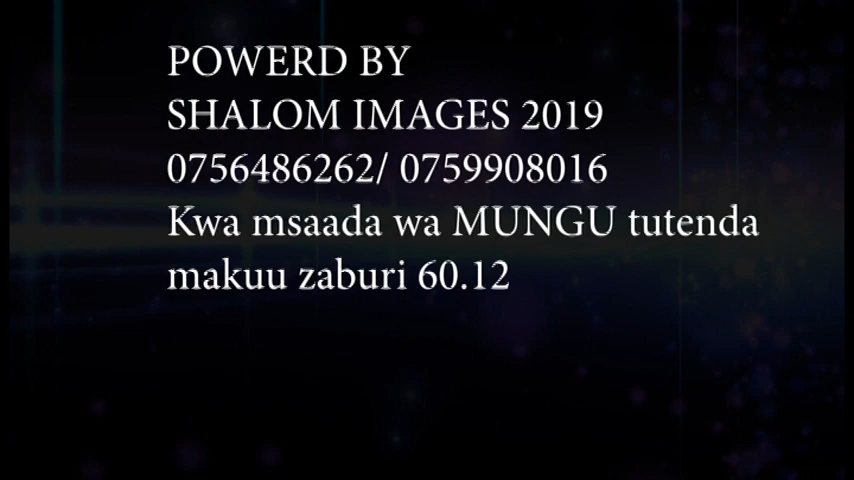 POWERD BY
SHALOM IMAGES 2019
0756486262/ 0759908016
Kwa msaada wa MUNGU tutenda
makuu zaburi 60.12